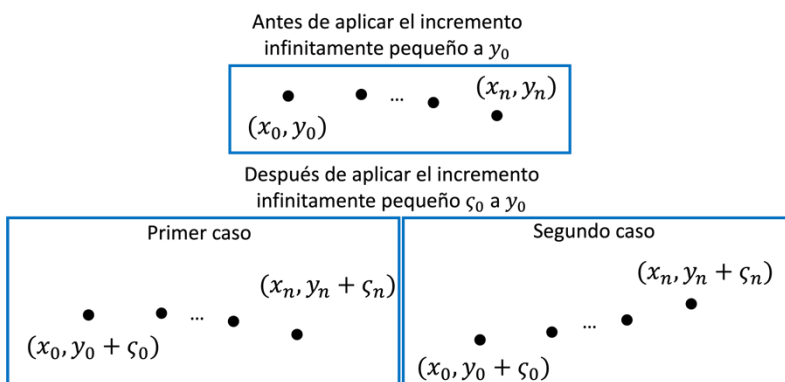 Antes de aplicar el incremento
infinitamente pequeño a y₀
(xₙ, yₙ)
...
(x₀, y₀)
Después de aplicar el incremento
infinitamente pequeño ς₀ a y₀
Primer caso
(xₙ, yₙ + ςₙ)
...
(x₀, y₀ + ς₀)
Segundo caso
(xₙ, yₙ + ςₙ)
...
(x₀, y₀ + ς₀)